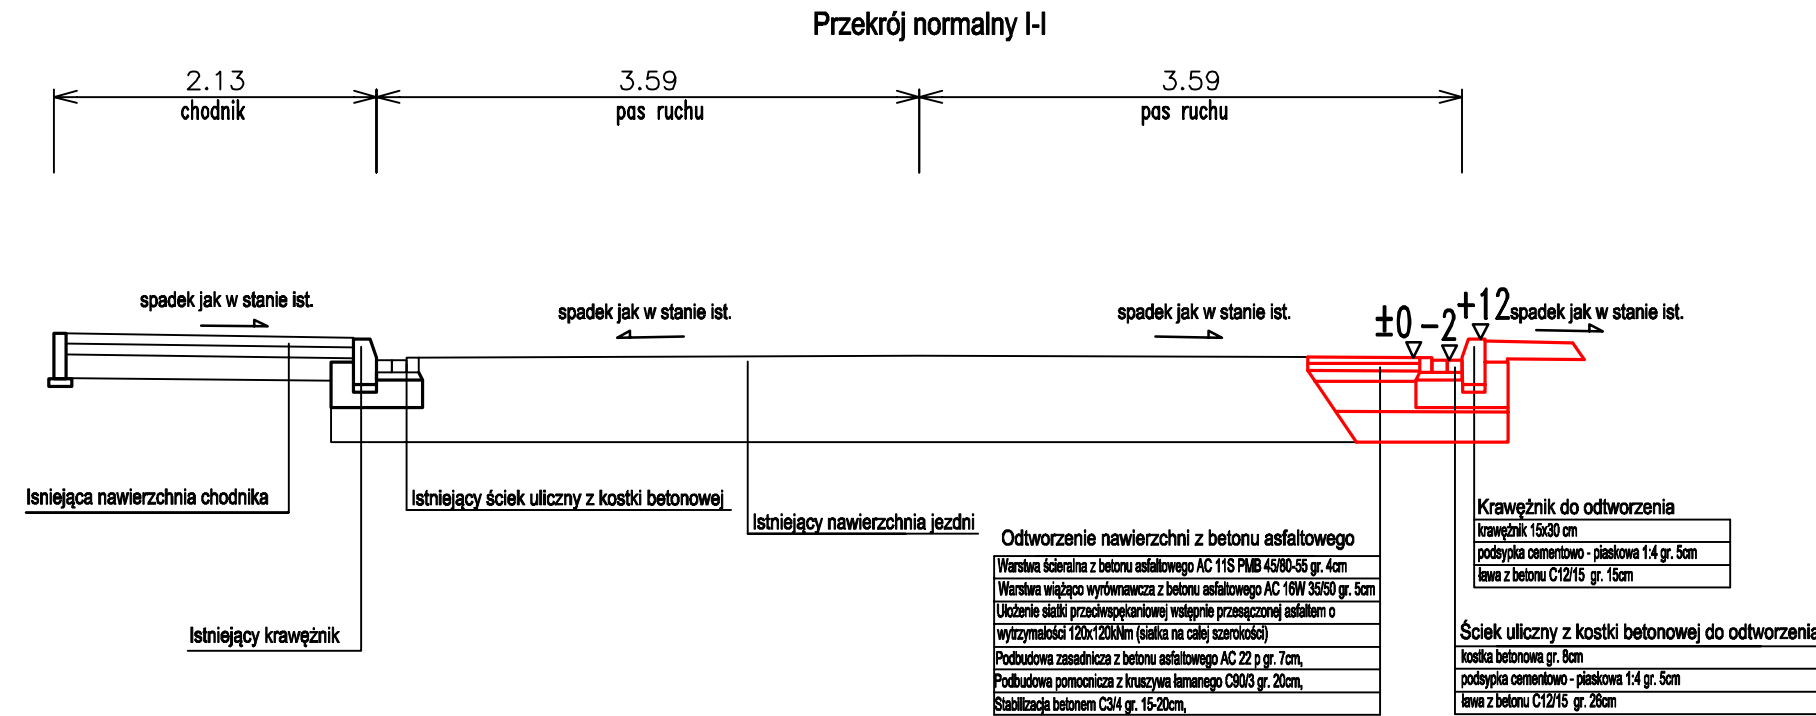 Przekrój normalny I-I
2.13
3.59
3.59
chodnik
pas ruchu
pas ruchu
spadek jak w stanie ist.
spadek jak w stanie ist.
spadek jak w stanie ist.
±0
-2
+12
spadek jak w stanie ist.
Isniejąca nawierzchnia chodnika
Istniejący ściek uliczny z kostki betonowej
Istniejący nawierzchnia jezdni
Istniejący krawężnik
Odtworzenie nawierzchni z betonu asfaltowego
Warstwa ścieralna z betonu asfaltowego AC 11S PMB 45/80-55 gr. 4cm
Warstwa wiążąco wyrównawcza z betonu asfaltowego AC 16W 35/50 gr. 5cm
Ułożenie siatki przeciwspękaniowej wstępnie przesączonej asfaltem o
wytrzymałości 120x120kNm (siatka na całej szerokości)
Podbudowa zasadnicza z betonu asfaltowego AC 22 p gr. 7cm,
Podbudowa pomocnicza z kruszywa łamanego C90/3 gr. 20cm,
Stabilizacja betonem C3/4 gr. 15-20cm,
Krawężnik do odtworzenia
krawężnik 15x30 cm
podsypka cementowo - piaskowa 1:4 gr. 5cm
ława z betonu C12/15 gr. 15cm
Ściek uliczny z kostki betonowej do odtworzenia
kostka betonowa gr. 8cm
podsypka cementowo - piaskowa 1:4 gr. 5cm
ława z betonu C12/15 gr. 26cm